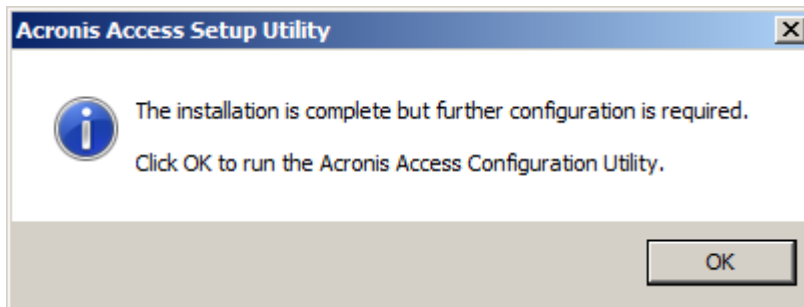 Acronis Access Setup Utility
The installation is complete but further configuration is required.
Click OK to run the Acronis Access Configuration Utility.
OK